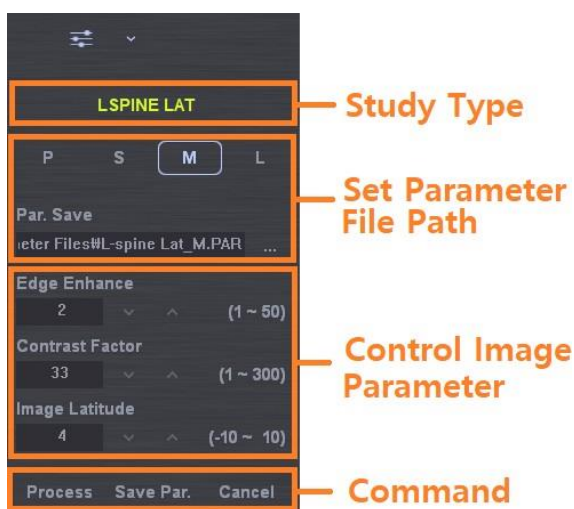 LSPINE LAT
Study Type
P S M L
Set Parameter
File Path
Par. Save
eter Files₩L-spine Lat_M.PAR ...
Edge Enhance
2 (1 ~ 50)
Contrast Factor
33 (1 ~ 300)
Control Image
Parameter
Image Latitude
4 (-10 ~ 10)
Process Save Par. Cancel
Command